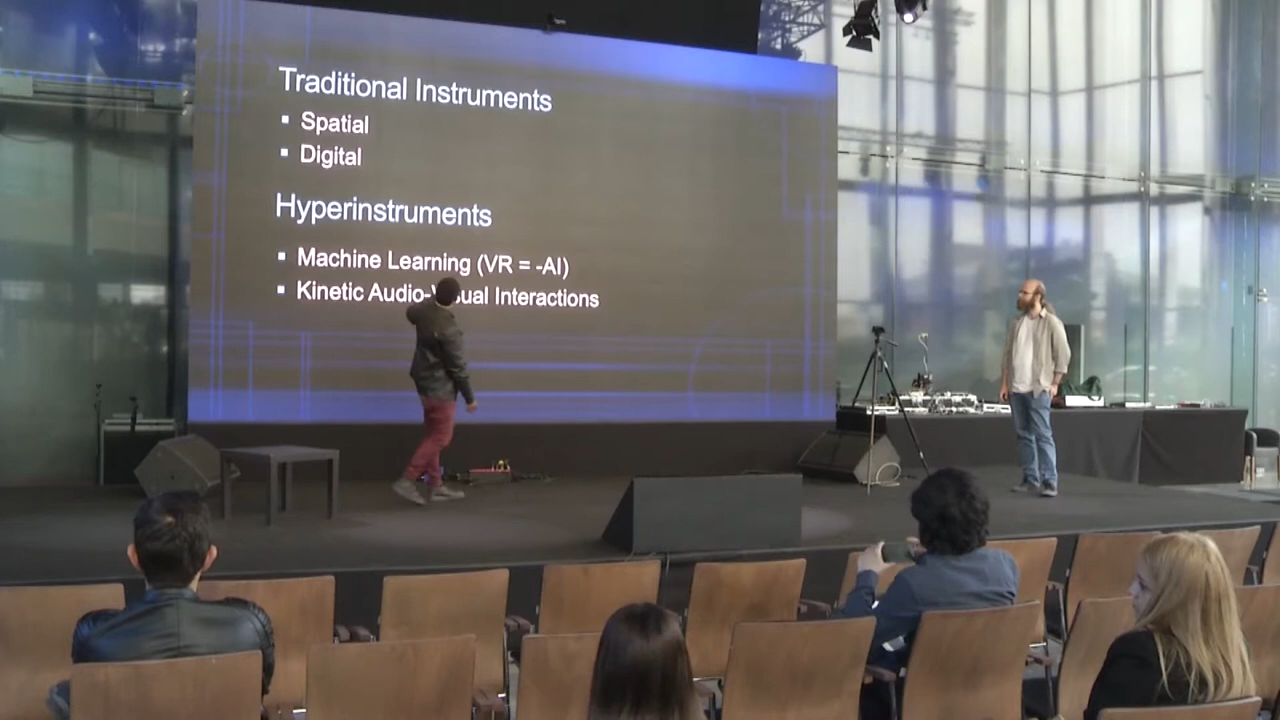 Traditional Instruments
▪ Spatial
▪ Digital
Hyperinstruments
▪ Machine Learning (VR = -AI)
▪ Kinetic Audio-Visual Interactions